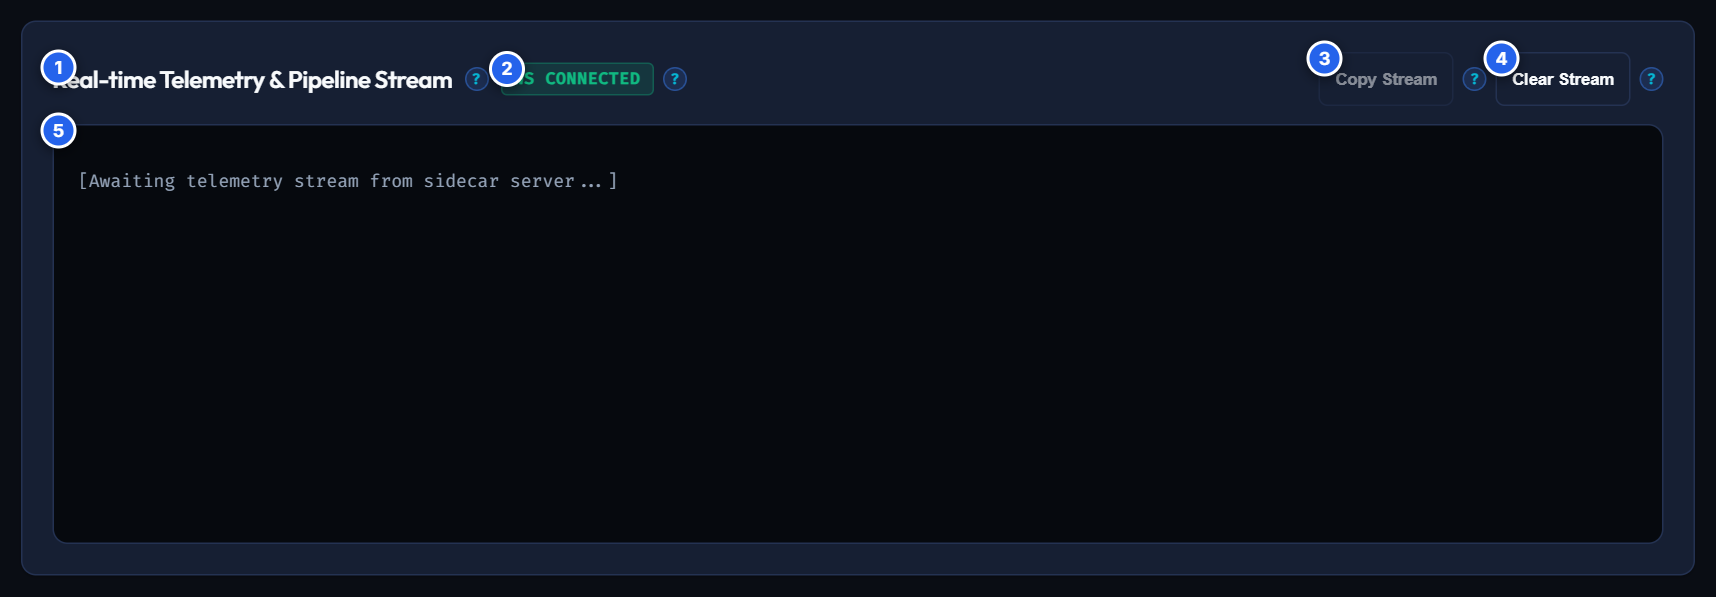 1 Real-time Telemetry & Pipeline Stream ? 2 S CONNECTED ? 3 Copy Stream ? 4 Clear Stream ?
5
[Awaiting telemetry stream from sidecar server...]